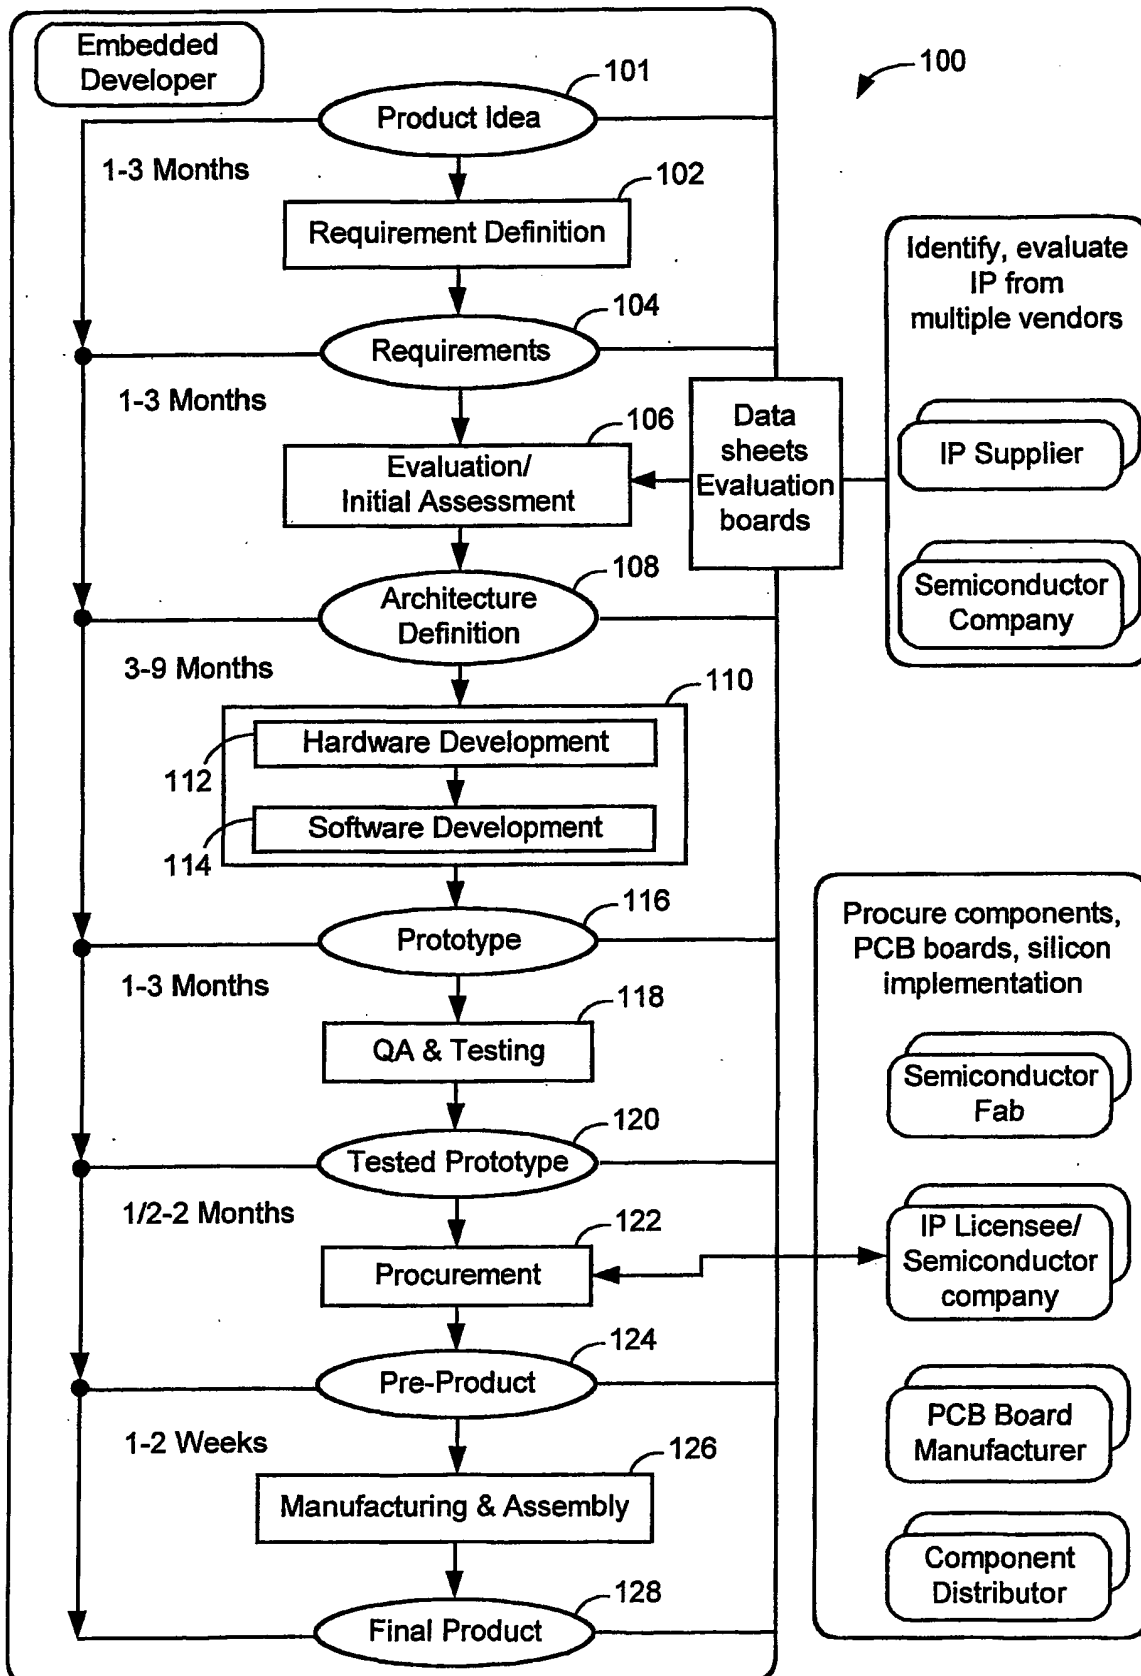 Embedded
Developer
101
100
Product Idea
1-3 Months
102
Requirement Definition
Identify, evaluate
IP from
multiple vendors
104
Requirements
1-3 Months
106
Data
sheets
Evaluation
boards
IP Supplier
Evaluation/
Initial Assessment
108
Architecture
Definition
Semiconductor
Company
3-9 Months
110
Hardware Development
112
Software Development
114
116
Prototype
Procure components,
PCB boards, silicon
implementation
1-3 Months
118
QA & Testing
Semiconductor
Fab
120
Tested Prototype
1/2-2 Months
122
Procurement
IP Licensee/
Semiconductor
company
124
Pre-Product
1-2 Weeks
PCB Board
Manufacturer
126
Manufacturing & Assembly
Component
Distributor
128
Final Product